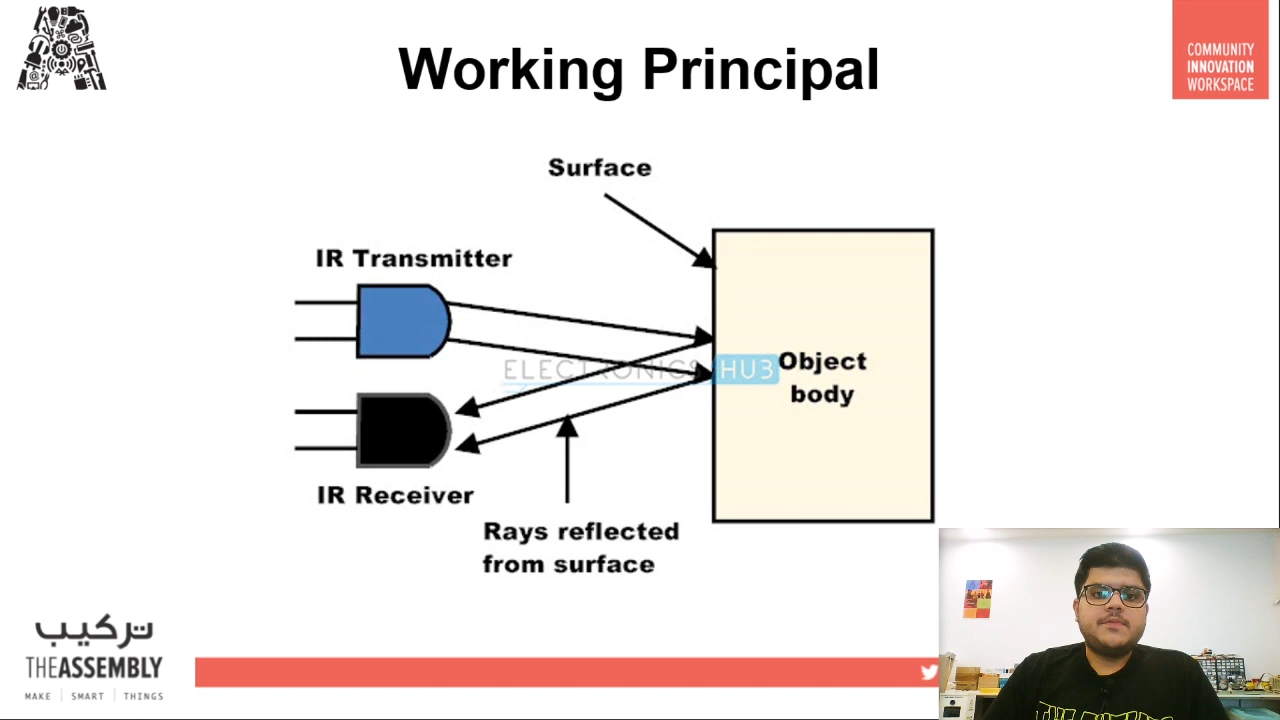 Working Principal
COMMUNITY
INNOVATION
WORKSPACE
Surface
IR Transmitter
ELECTRONICS HUB
Object
body
IR Receiver
Rays reflected
from surface
تركيب
THEASSEMBLY
MAKE | SMART | THINGS